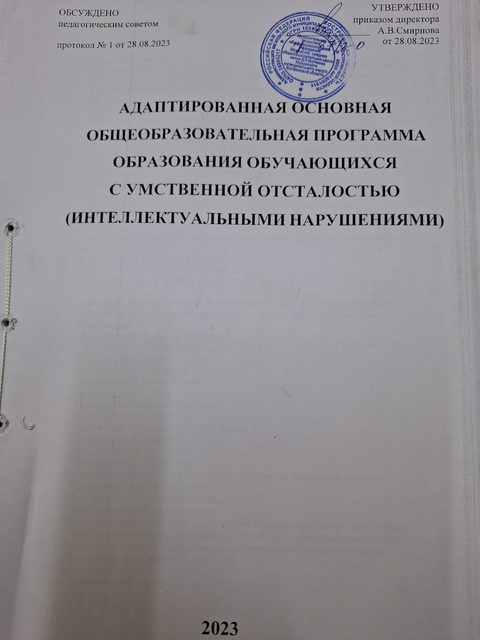 ОБСУЖДЕНО
педагогическим советом
протокол № 1 от 28.08.2023
УТВЕРЖДЕНО
приказом директора
А.В.Смирнова
от 28.08.2023
АДАПТИРОВАННАЯ ОСНОВНАЯ
ОБЩЕОБРАЗОВАТЕЛЬНАЯ ПРОГРАММА
ОБРАЗОВАНИЯ ОБУЧАЮЩИХСЯ
С УМСТВЕННОЙ ОТСТАЛОСТЬЮ
(ИНТЕЛЛЕКТУАЛЬНЫМИ НАРУШЕНИЯМИ)
2023